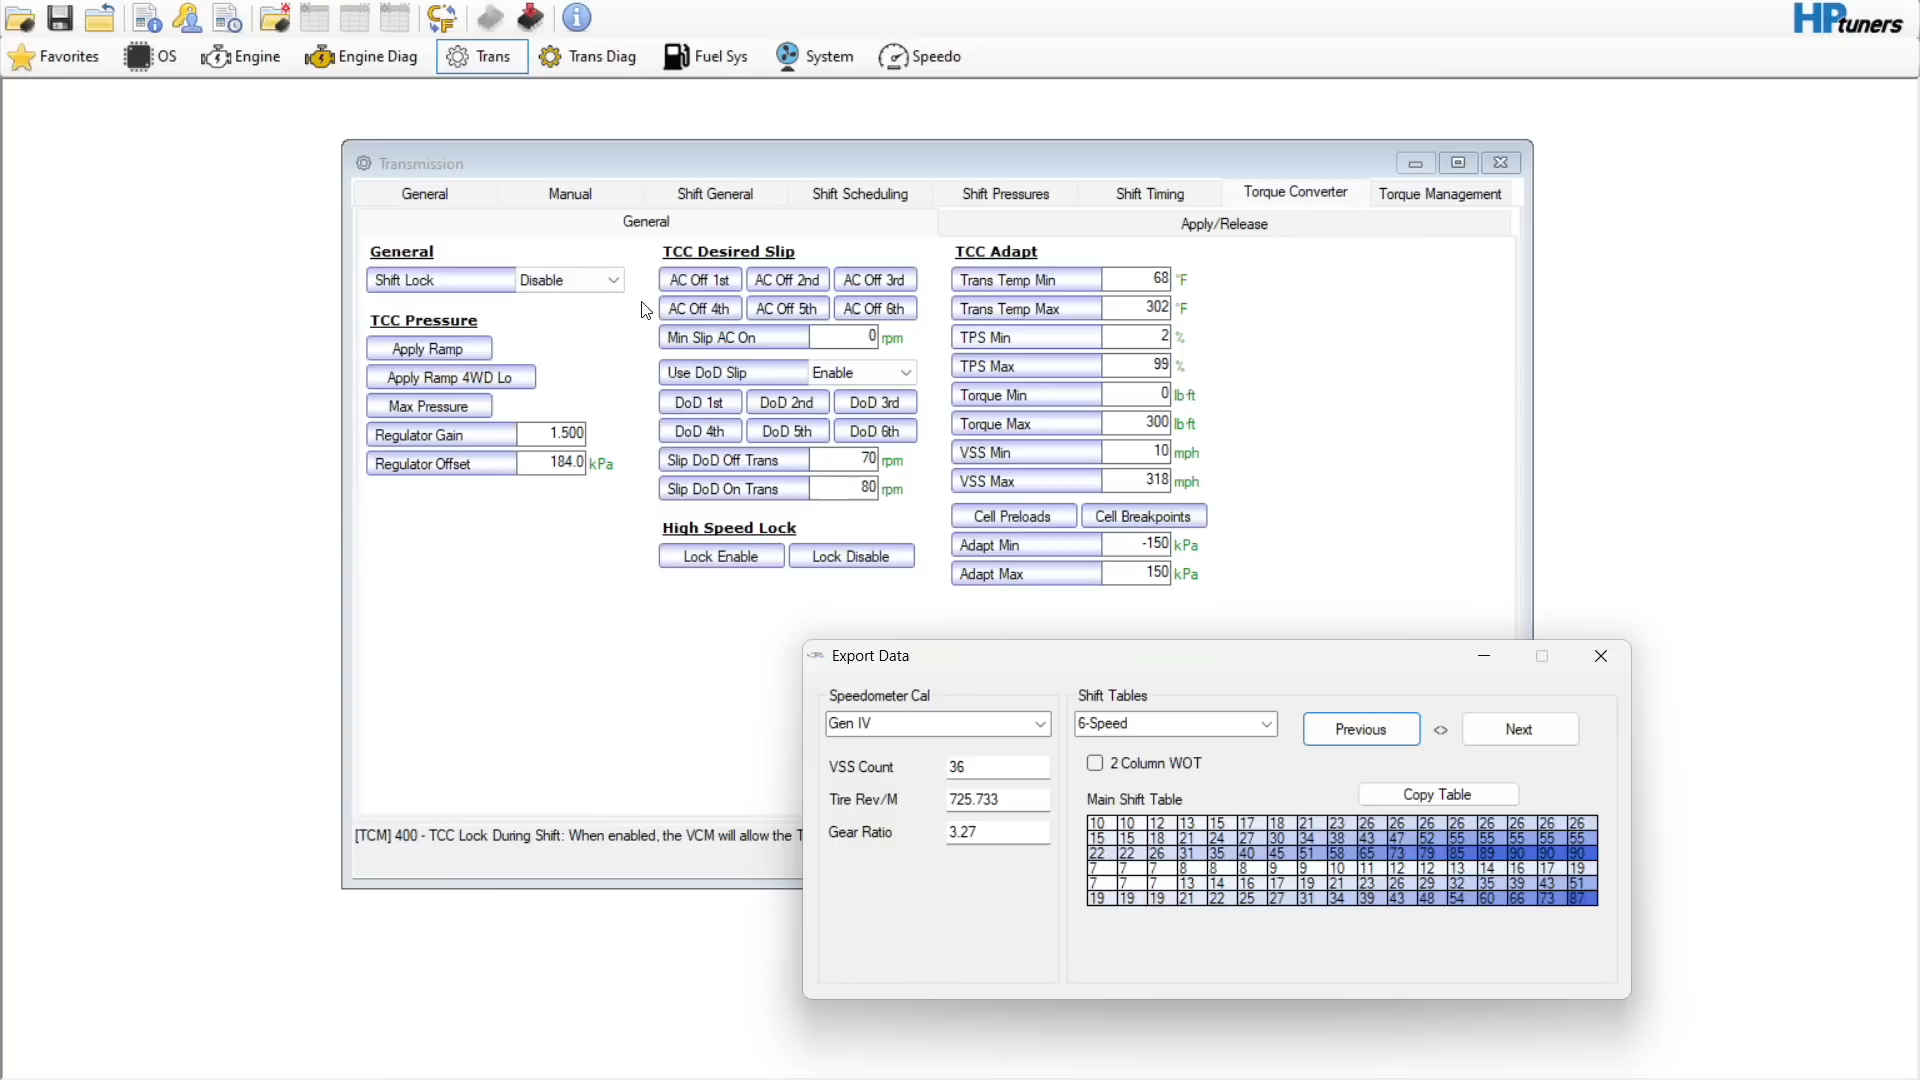 HPtuners
Favorites OS Engine Engine Diag Trans Trans Diag Fuel Sys System Speedo
Transmission
General Manual Shift General Shift Scheduling Shift Pressures Shift Timing Torque Converter Torque Management
General Apply/Release
General
Shift Lock Disable
TCC Pressure
Apply Ramp
Apply Ramp 4WD Lo
Max Pressure
Regulator Gain 1.500
Regulator Offset 184.0 kPa
TCC Desired Slip
AC Off 1st AC Off 2nd AC Off 3rd
AC Off 4th AC Off 5th AC Off 6th
Min Slip AC On 0 rpm
Use DoD Slip Enable
DoD 1st DoD 2nd DoD 3rd
DoD 4th DoD 5th DoD 6th
Slip DoD Off Trans 70 rpm
Slip DoD On Trans 80 rpm
High Speed Lock
Lock Enable Lock Disable
TCC Adapt
Trans Temp Min 68 °F
Trans Temp Max 302 °F
TPS Min 2 %
TPS Max 99 %
Torque Min 0 lb·ft
Torque Max 300 lb·ft
VSS Min 10 mph
VSS Max 318 mph
Cell Preloads Cell Breakpoints
Adapt Min -150 kPa
Adapt Max 150 kPa
[TCM] 400 - TCC Lock During Shift: When enabled, the VCM will allow the T
Export Data
Speedometer Cal
Gen IV
VSS Count 36
Tire Rev/M 725.733
Gear Ratio 3.27
Shift Tables
6-Speed Previous <> Next
2 Column WOT
Main Shift Table Copy Table
10 10 12 13 15 17 18 21 23 26 26 26 26 26 26 26 26
15 15 18 21 24 27 30 34 38 43 47 52 55 55 55 55 55
22 22 26 31 35 40 45 51 58 65 73 79 85 89 90 90 90
7 7 7 8 8 8 9 9 10 11 12 12 13 14 16 17 19
7 7 7 13 14 16 17 19 21 23 26 29 32 35 39 43 51
19 19 19 21 22 25 27 31 34 39 43 48 54 60 66 73 87